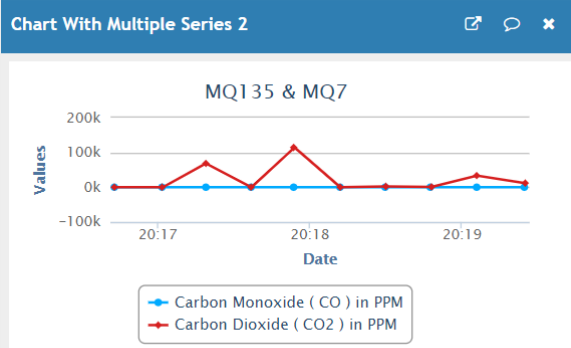 Chart With Multiple Series 2
MQ135 & MQ7
200k
100k
0k
-100k
Values
20:17 20:18 20:19
Date
Carbon Monoxide ( CO ) in PPM
Carbon Dioxide ( CO2 ) in PPM